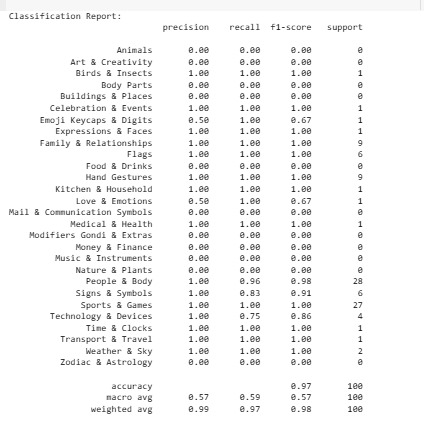 Classification Report:
precision recall f1-score support
Animals 0.00 0.00 0.00 0
Art & Creativity 0.00 0.00 0.00 0
Birds & Insects 1.00 1.00 1.00 1
Body Parts 0.00 0.00 0.00 0
Buildings & Places 0.00 0.00 0.00 0
Celebration & Events 1.00 1.00 1.00 1
Emoji Keycaps & Digits 0.50 1.00 0.67 1
Expressions & Faces 1.00 1.00 1.00 1
Family & Relationships 1.00 1.00 1.00 9
Flags 1.00 1.00 1.00 6
Food & Drinks 0.00 0.00 0.00 0
Hand Gestures 1.00 1.00 1.00 9
Kitchen & Household 1.00 1.00 1.00 1
Love & Emotions 0.50 1.00 0.67 1
Mail & Communication Symbols 0.00 0.00 0.00 0
Medical & Health 1.00 1.00 1.00 1
Modifiers Gondi & Extras 0.00 0.00 0.00 0
Money & Finance 0.00 0.00 0.00 0
Music & Instruments 0.00 0.00 0.00 0
Nature & Plants 0.00 0.00 0.00 0
People & Body 1.00 0.96 0.98 28
Signs & Symbols 1.00 0.83 0.91 6
Sports & Games 1.00 1.00 1.00 27
Technology & Devices 1.00 0.75 0.86 4
Time & Clocks 1.00 1.00 1.00 1
Transport & Travel 1.00 1.00 1.00 1
Weather & Sky 1.00 1.00 1.00 2
Zodiac & Astrology 0.00 0.00 0.00 0
accuracy 0.97 100
macro avg 0.57 0.59 0.57 100
weighted avg 0.99 0.97 0.98 100